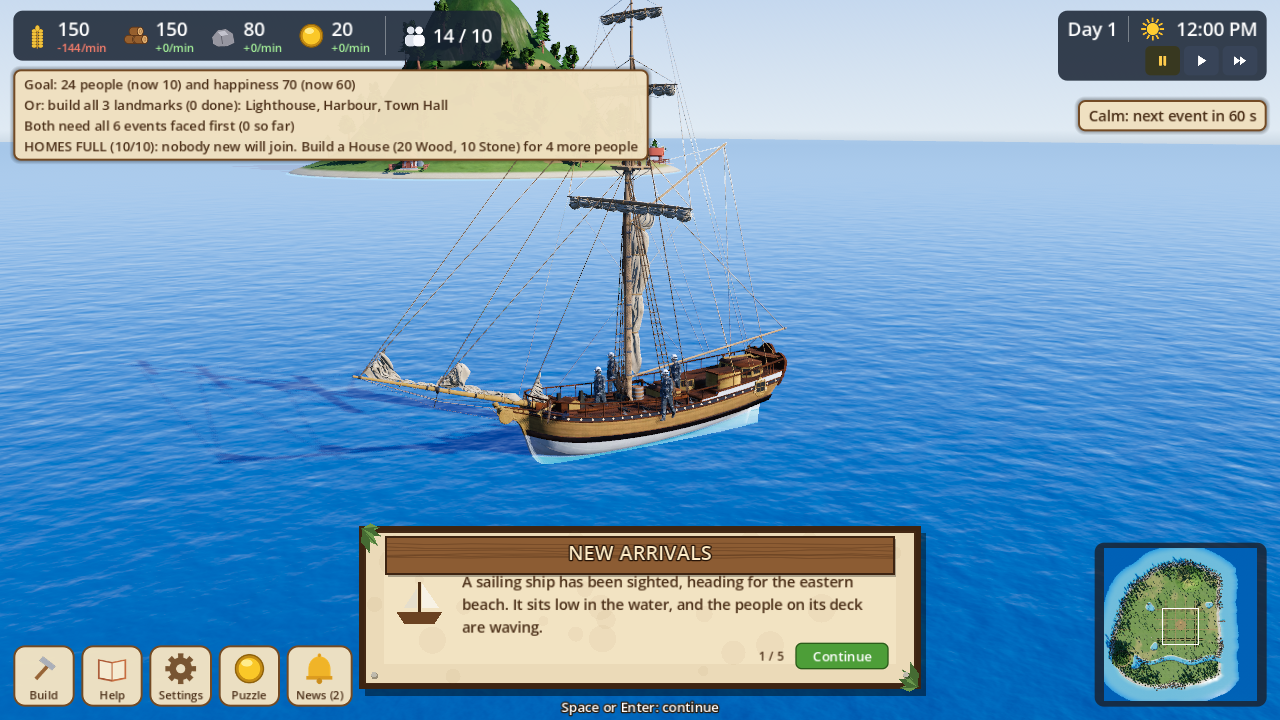 150
-144/min
150
+0/min
80
+0/min
20
+0/min
14 / 10
Day 1
12:00 PM
Goal: 24 people (now 10) and happiness 70 (now 60)
Or: build all 3 landmarks (0 done): Lighthouse, Harbour, Town Hall
Both need all 6 events faced first (0 so far)
HOMES FULL (10/10): nobody new will join. Build a House (20 Wood, 10 Stone) for 4 more people
Calm: next event in 60 s
NEW ARRIVALS
A sailing ship has been sighted, heading for the eastern
beach. It sits low in the water, and the people on its deck
are waving.
1 / 5
Continue
Build
Help
Settings
Puzzle
News (2)
Space or Enter: continue